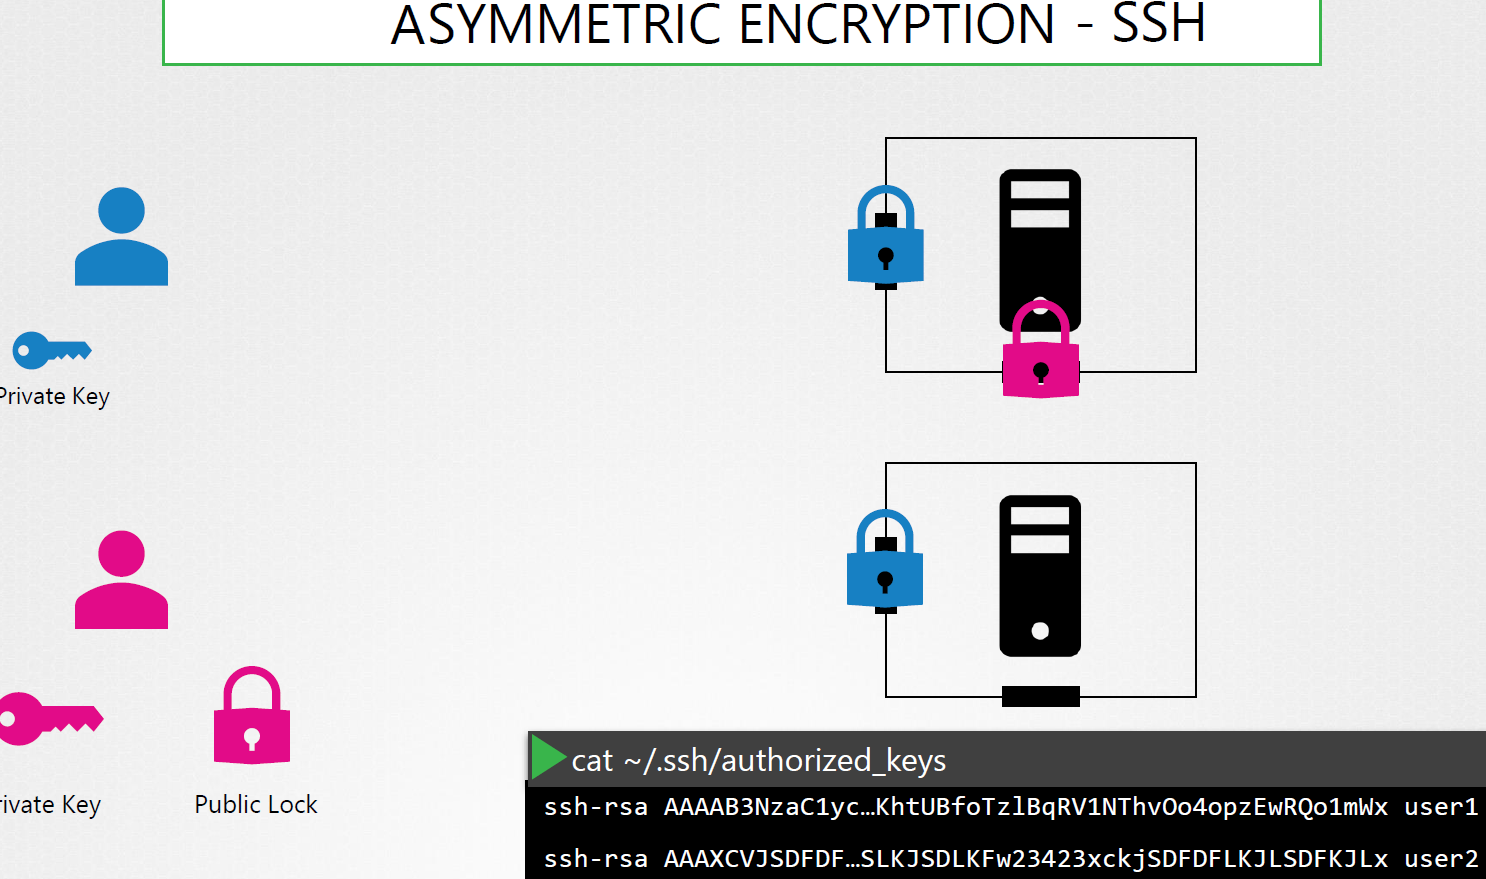 ASYMMETRIC ENCRYPTION - SSH
Private Key
Private Key
Public Lock
cat ~/.ssh/authorized_keys
ssh-rsa AAAAB3NzaC1yc…KhtUBfoTzlBqRV1NThvOo4opzEwRQo1mWx user1
ssh-rsa AAAXCVJSDFDF…SLKJSDLKFw23423xckjSDFDFLKJLSDFKJLx user2